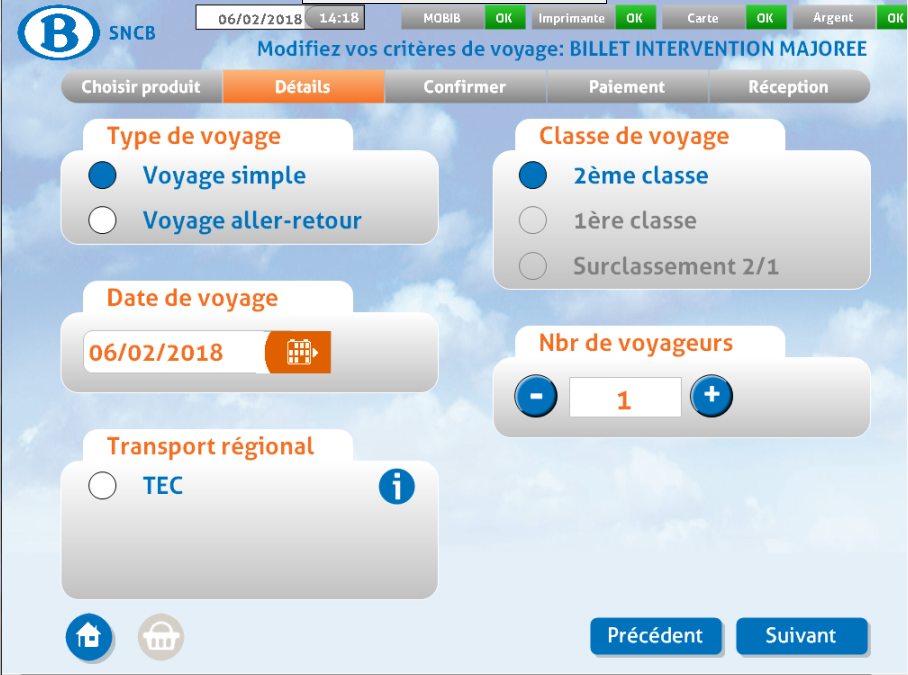 B SNCB
06/02/2018 14:18
MOBIB OK Imprimante OK Carte OK Argent OK
Modifiez vos critères de voyage: BILLET INTERVENTION MAJOREE
Choisir produit Détails Confirmer Paiement Réception
Type de voyage
Voyage simple
Voyage aller-retour
Classe de voyage
2ème classe
1ère classe
Surclassement 2/1
Date de voyage
06/02/2018
Nbr de voyageurs
- 1 +
Transport régional
TEC i
Précédent Suivant